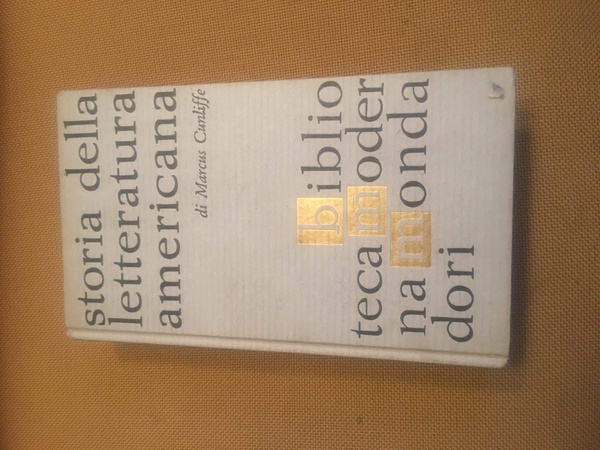 storia della
letteratura
americana
di Marcus Cunliffe
biblio
teca moder
na monda
dori